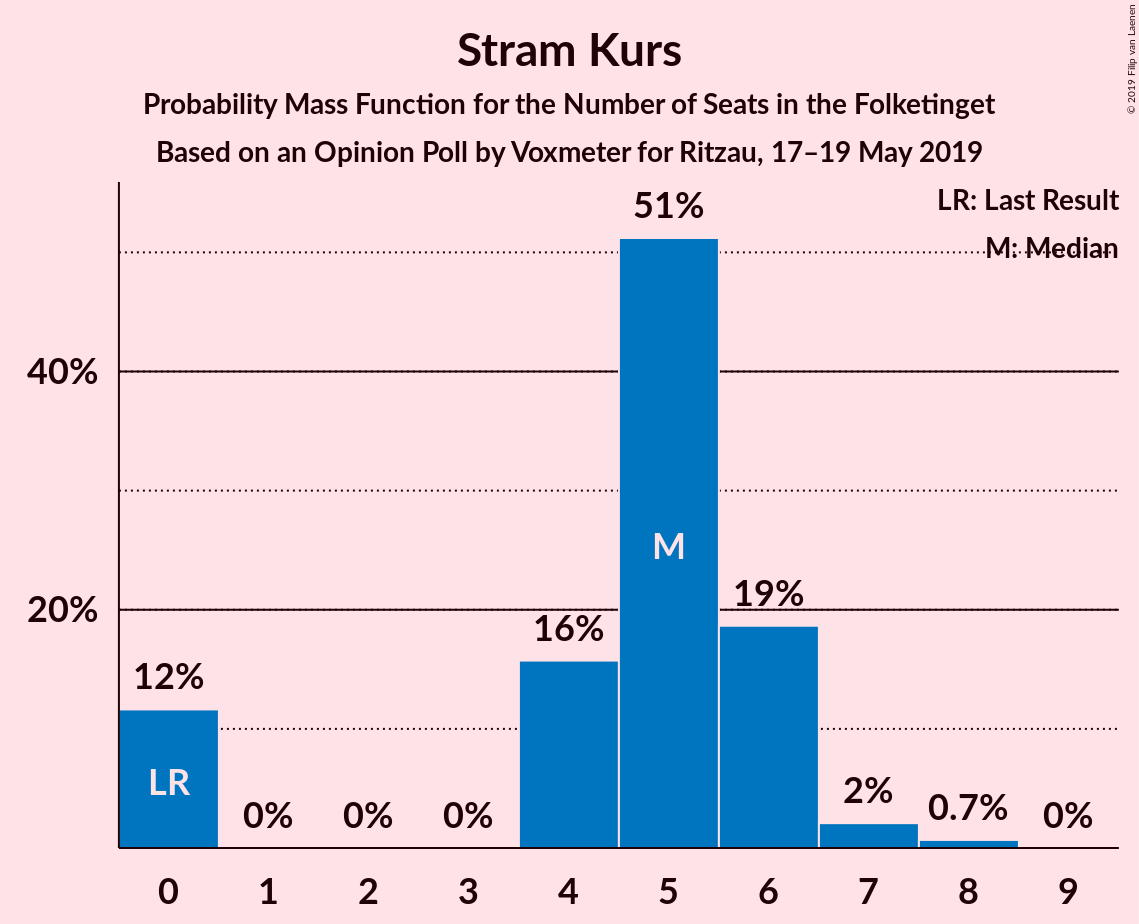 Stram Kurs
Probability Mass Function for the Number of Seats in the Folketinget
Based on an Opinion Poll by Voxmeter for Ritzau, 17–19 May 2019
© 2019 Filip van Laenen
LR: Last Result
M: Median
51%
40%
M
19%
20%
16%
12%
LR
0%
0%
0%
2%
0.7%
0%
0 1 2 3 4 5 6 7 8 9